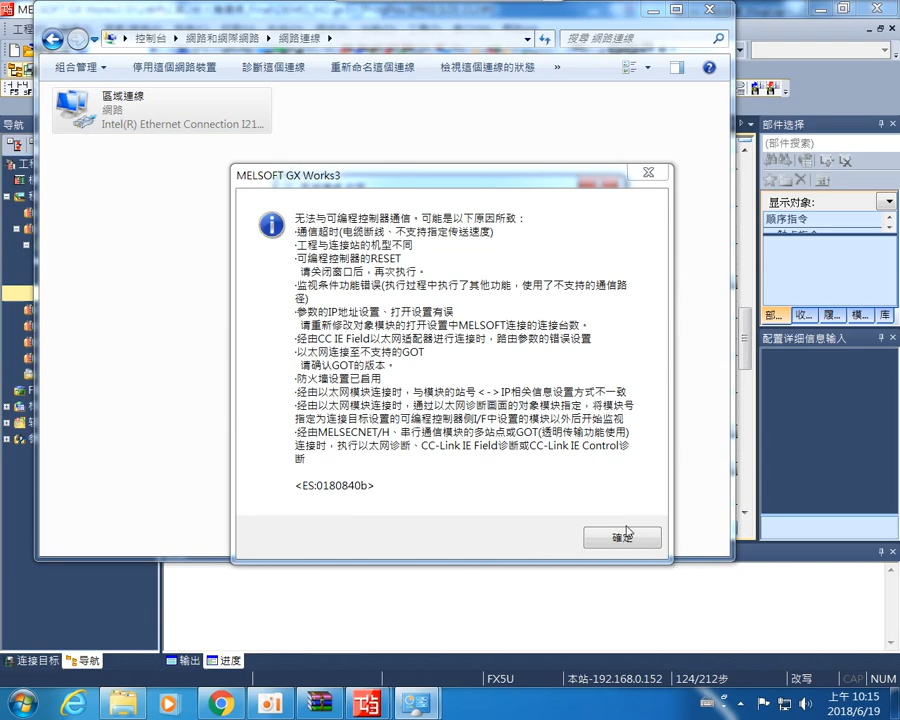 控制台 ▸ 網路和網際網路 ▸ 網路連線 ▸
搜尋 網路連線
組合管理 停用這個網路裝置 診斷這個連線 重新命名這個連線 檢視這個連線的狀態 »
區域連線
網路
Intel(R) Ethernet Connection I21...
导航
部件选择
(部件搜索)
显示对象:
顺序指令
部... 收... 履... 模... 库
配置详细信息输入
MELSOFT GX Works3
无法与可编程控制器通信。可能是以下原因所致：
·通信超时(电缆断线、不支持指定传送速度)
·工程与连接站的机型不同
·可编程控制器的RESET
请关闭窗口后，再次执行。
·监视条件功能错误(执行过程中执行了其他功能，使用了不支持的通信路
径)
·参数的IP地址设置、打开设置有误
请重新修改对象模块的打开设置中MELSOFT连接的连接台数。
·经由CC IE Field以太网适配器进行连接时，路由参数的错误设置
·以太网连接至不支持的GOT
请确认GOT的版本。
·防火墙设置已启用
·经由以太网模块连接时，与模块的站号<->IP相关信息设置方式不一致
·经由以太网模块连接时，通过以太网诊断画面的对象模块指定，将模块号
指定为连接目标设置的可编程控制器侧I/F中设置的模块以外后开始监视
·经由MELSECNET/H、串行通信模块的多站点或GOT(透明传输功能使用)
连接时，执行以太网诊断、CC-Link IE Field诊断或CC-Link IE Control诊
断
<ES:0180840b>
確定
连接目标 导航 输出 进度
FX5U 本站-192.168.0.152 124/212步 改写 CAP NUM
上午 10:15
2018/6/19